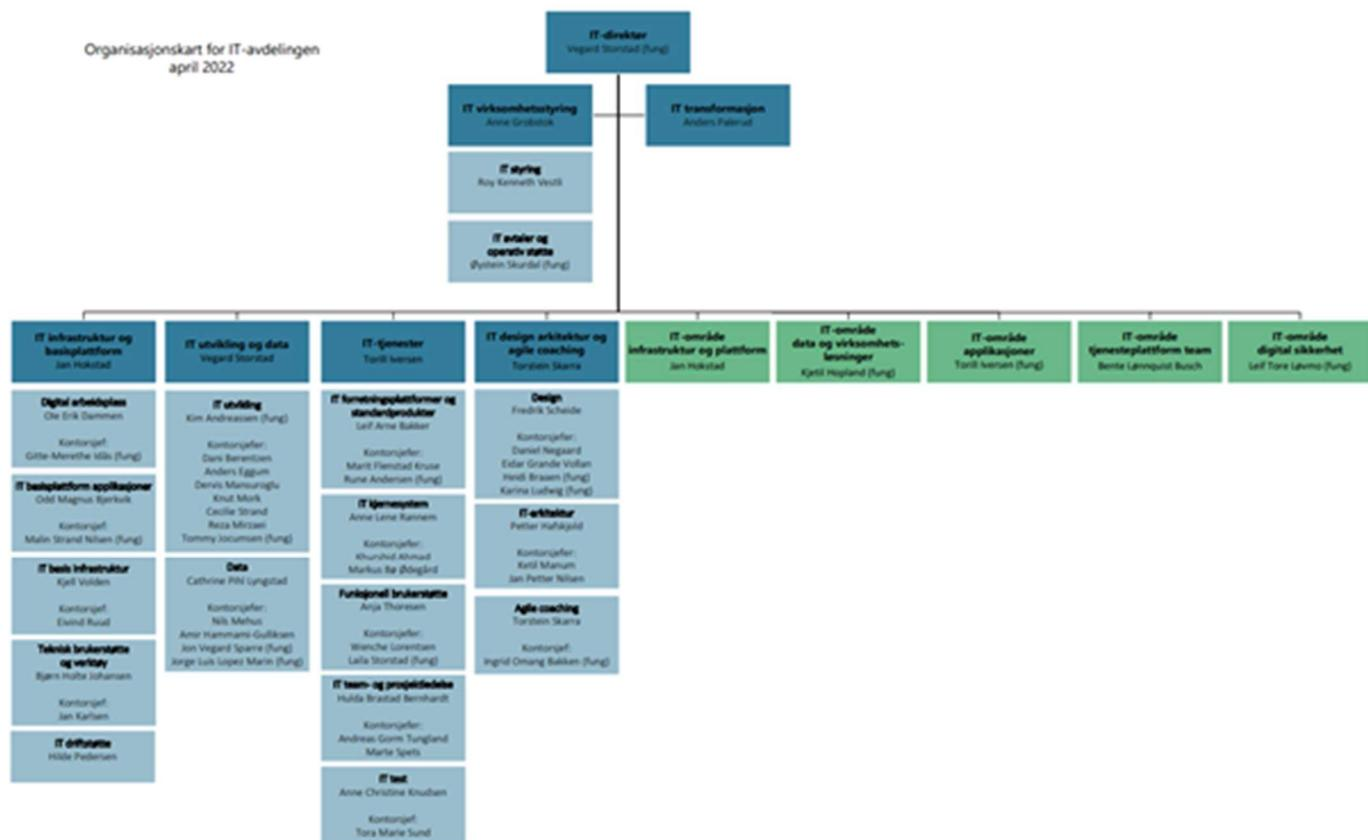 Organisasjonskart for IT-avdelingen
april 2022
IT-direktør
Vegard Storstad (fung)
IT virksomhetsstyring
Anne Grobstok
IT transformasjon
Anders Palerud
IT styring
Roy Kenneth Vestli
IT avtaler og
operativ støtte
Øystein Skurdal (fung)
IT infrastruktur og
basisplattform
Jan Hokstad
Digital arbeidsplass
Ole Erik Dammen
Kontorsjef:
Gitte-Merethe Idås (fung)
IT basisplattform applikasjoner
Odd Magnus Bjerkvik
Kontorsjef:
Malin Strand Nilsen (fung)
IT basis infrastruktur
Kjell Volden
Kontorsjef:
Eivind Ruud
Teknisk brukerstøtte
og verktøy
Bjørn Holte Johansen
Kontorsjef:
Jan Karlsen
IT driftstøtte
Hilde Pedersen
IT utvikling og data
Vegard Storstad
IT utvikling
Kim Andreassen (fung)
Kontorsjefer:
Dani Berentzen
Anders Eggum
Dervis Mansuroglu
Knut Mork
Cecilie Strand
Reza Mirzaei
Tommy Jocumsen (fung)
Data
Cathrine Pihl Lyngstad
Kontorsjefer:
Nils Mehus
Amir Hammami-Gulliksen
Jon Vegard Sparre (fung)
Jorge Luis Lopez Marin (fung)
IT-tjenester
Torill Iversen
IT forretningsplattformer og
standardprodukter
Leif Arne Bakker
Kontorsjefer:
Marit Flenstad Kruse
Rune Andersen (fung)
IT kjernesystem
Anne Lene Rannem
Kontorsjefer:
Khurshid Ahmad
Markus Bø Ødegård
Funksjonell brukerstøtte
Anja Thoresen
Kontorsjefer:
Wenche Lorentsen
Laila Storstad (fung)
IT team- og prosjektledelse
Hulda Brastad Bernhardt
Kontorsjefer:
Andreas Gorm Tungland
Marte Spets
IT test
Anne Christine Knudsen
Kontorsjef:
Tora Marie Sund
IT design arkitektur og
agile coaching
Torstein Skarra
Design
Fredrik Scheide
Kontorsjefer:
Daniel Negaard
Eidar Grande Vollan
Heidi Braaen (fung)
Karina Ludwig (fung)
IT-arkitektur
Petter Hafskjold
Kontorsjefer:
Ketil Manum
Jan Petter Nilsen
Agile coaching
Torstein Skarra
Kontorsjef:
Ingrid Omang Bakken (fung)
IT-område
infrastruktur og plattform
Jan Hokstad
IT-område
data og virksomhets-
løsninger
Kjetil Hopland (fung)
IT-område
applikasjoner
Torill Iversen (fung)
IT-område
tjenesteplattform team
Bente Lønnquist Busch
IT-område
digital sikkerhet
Leif Tore Løvmo (fung)